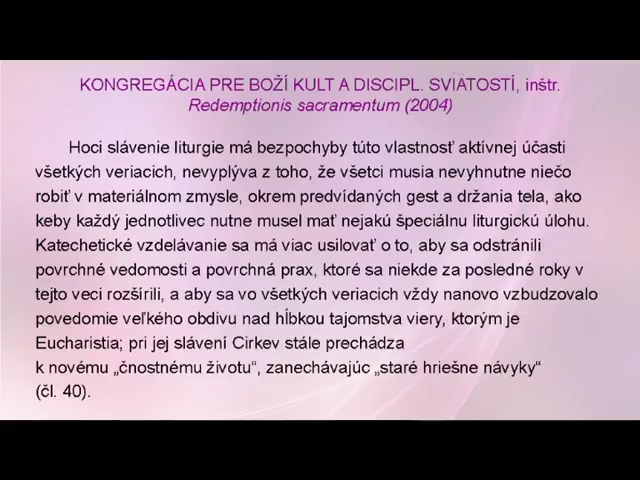 KONGREGÁCIA PRE BOŽÍ KULT A DISCIPL. SVIATOSTÍ, inštr.
Redemptionis sacramentum (2004)
Hoci slávenie liturgie má bezpochyby túto vlastnosť aktívnej účasti
všetkých veriacich, nevyplýva z toho, že všetci musia nevyhnutne niečo
robiť v materiálnom zmysle, okrem predvídaných gest a držania tela, ako
keby každý jednotlivec nutne musel mať nejakú špeciálnu liturgickú úlohu.
Katechetické vzdelávanie sa má viac usilovať o to, aby sa odstránili
povrchné vedomosti a povrchná prax, ktoré sa niekde za posledné roky v
tejto veci rozšírili, a aby sa vo všetkých veriacich vždy nanovo vzbudzovalo
povedomie veľkého obdivu nad hĺbkou tajomstva viery, ktorým je
Eucharistia; pri jej slávení Cirkev stále prechádza
k novému „čnostnému životu“, zanechávajúc „staré hriešne návyky“
(čl. 40).